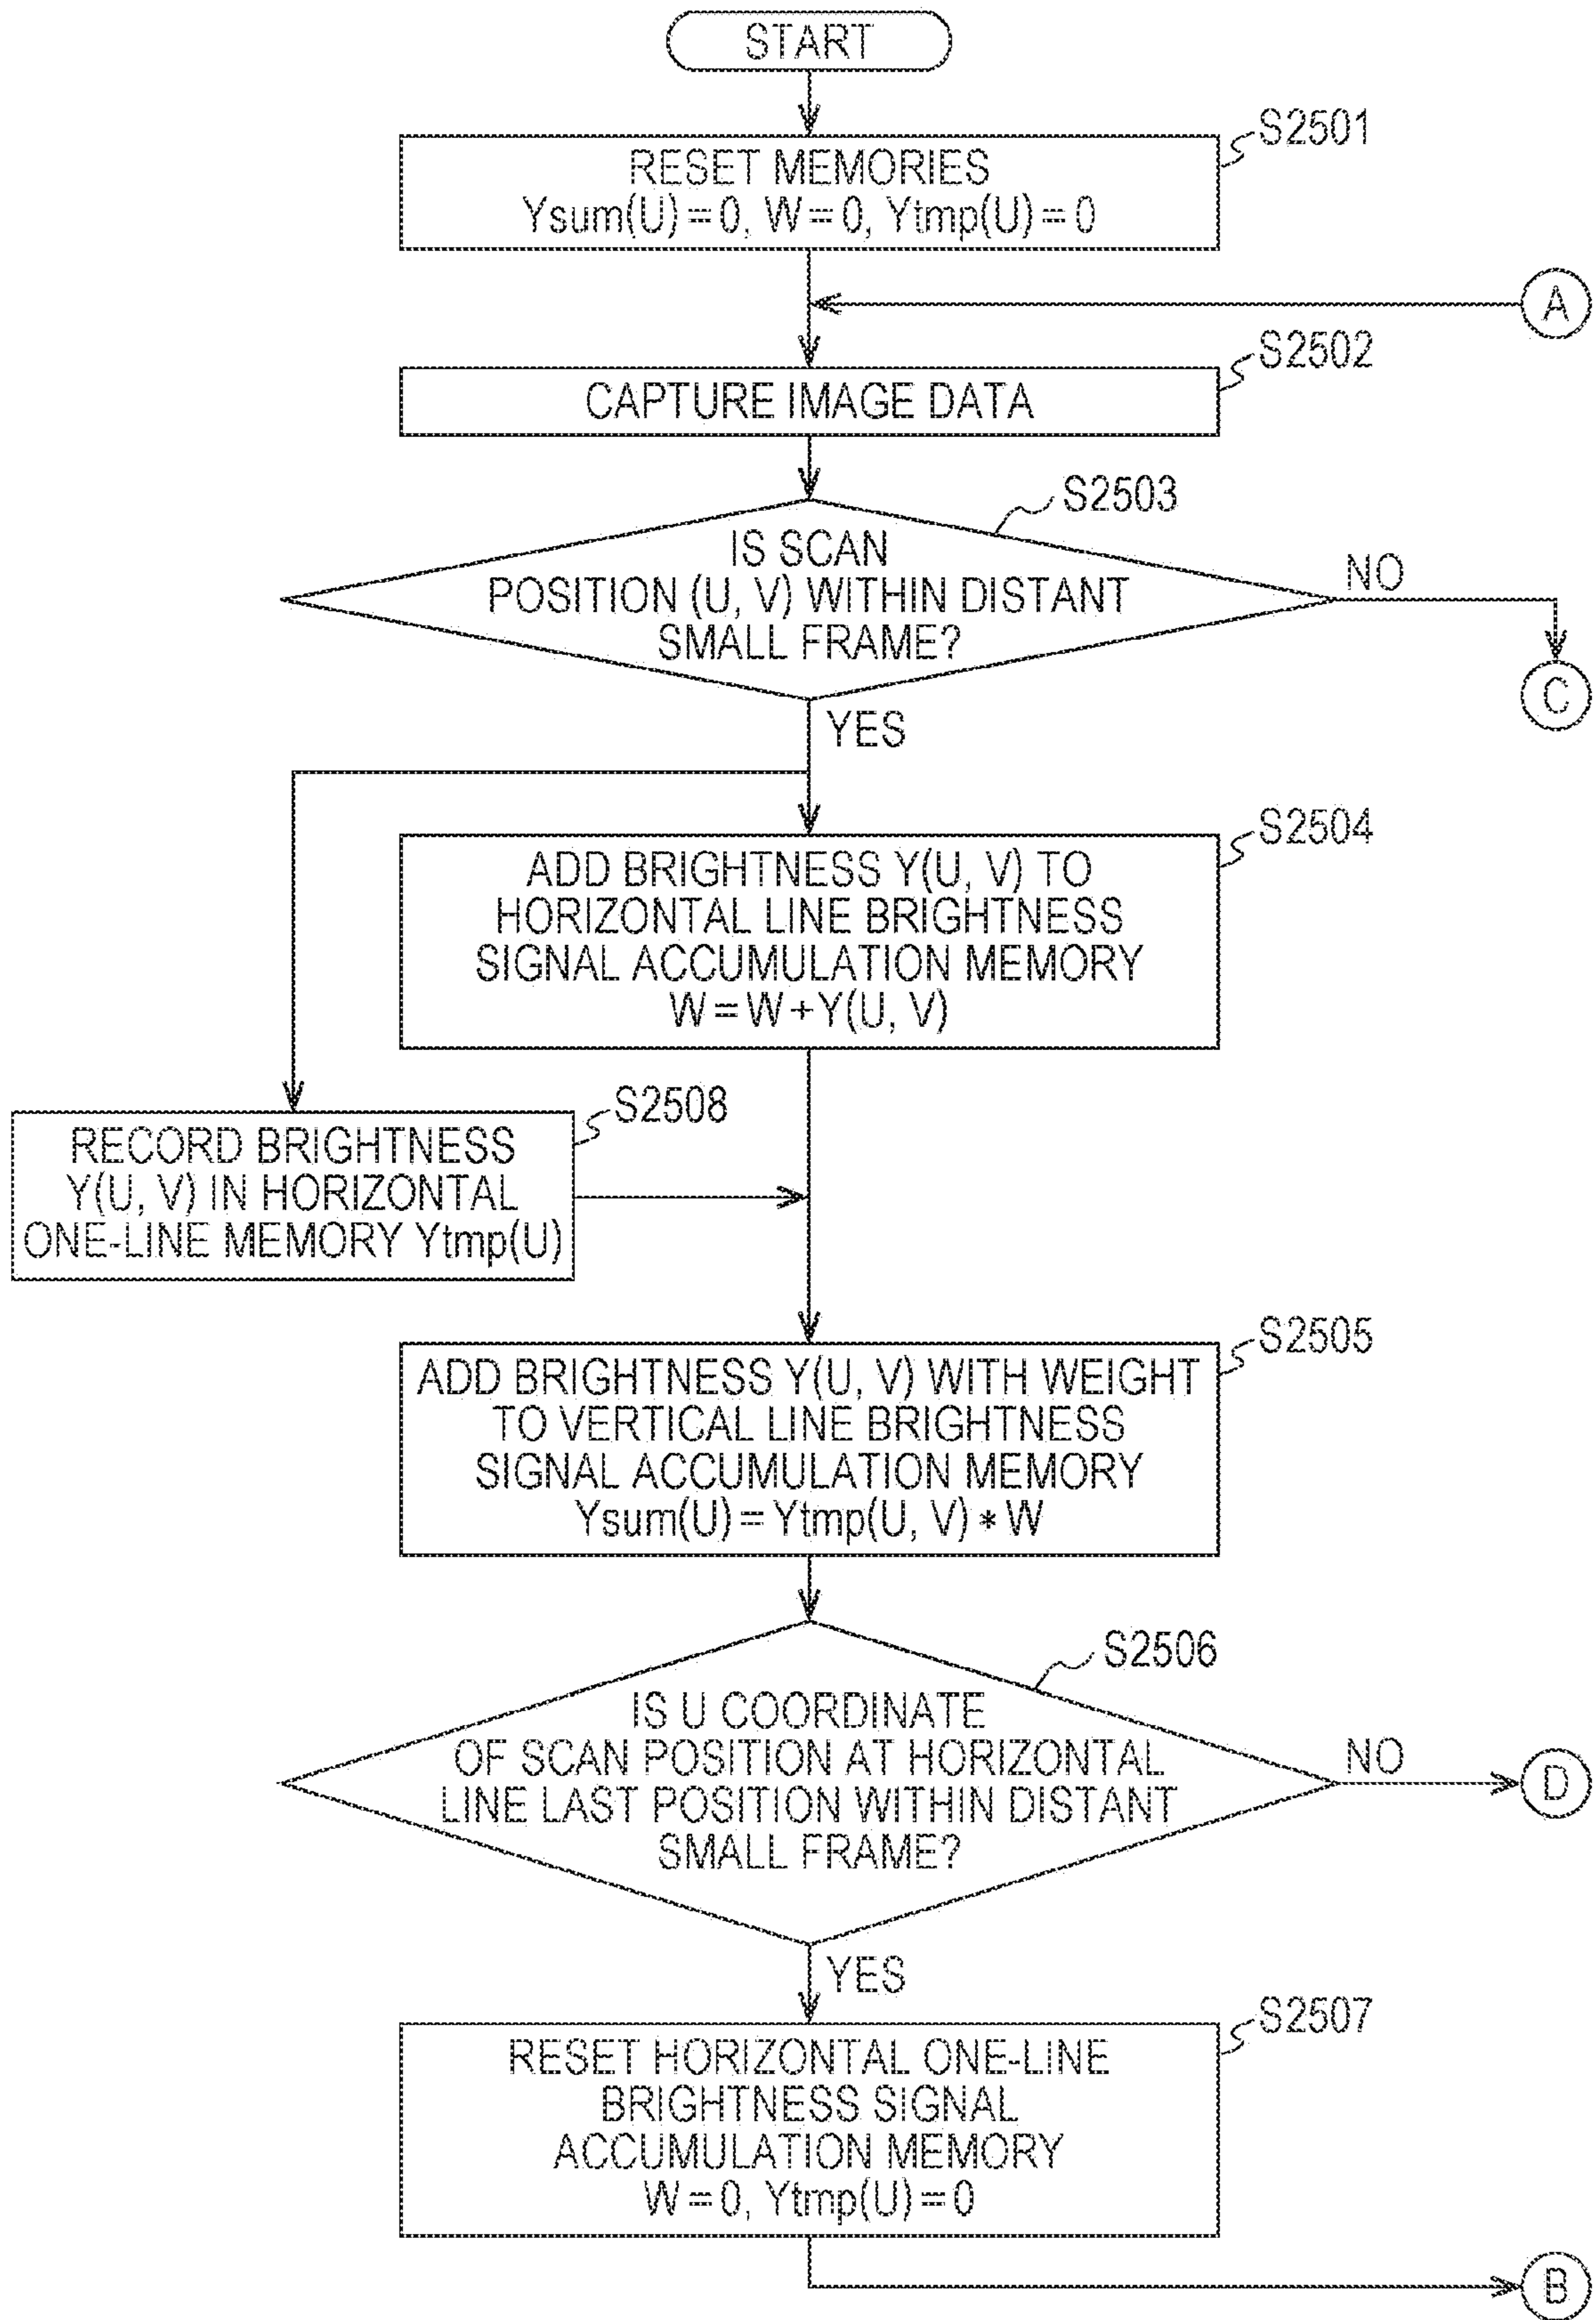 START
S2501
RESET MEMORIES
Ysum(U)=0, W=0, Ytmp(U)=0
A
S2502
CAPTURE IMAGE DATA
S2503
IS SCAN
POSITION (U, V) WITHIN DISTANT
SMALL FRAME?
NO
C
YES
S2504
ADD BRIGHTNESS Y(U, V) TO
HORIZONTAL LINE BRIGHTNESS
SIGNAL ACCUMULATION MEMORY
W=W+Y(U, V)
S2508
RECORD BRIGHTNESS
Y(U, V) IN HORIZONTAL
ONE-LINE MEMORY Ytmp(U)
S2505
ADD BRIGHTNESS Y(U, V) WITH WEIGHT
TO VERTICAL LINE BRIGHTNESS
SIGNAL ACCUMULATION MEMORY
Ysum(U)=Ytmp(U, V)*W
S2506
IS U COORDINATE
OF SCAN POSITION AT HORIZONTAL
LINE LAST POSITION WITHIN DISTANT
SMALL FRAME?
NO
D
YES
S2507
RESET HORIZONTAL ONE-LINE
BRIGHTNESS SIGNAL
ACCUMULATION MEMORY
W=0, Ytmp(U)=0
B